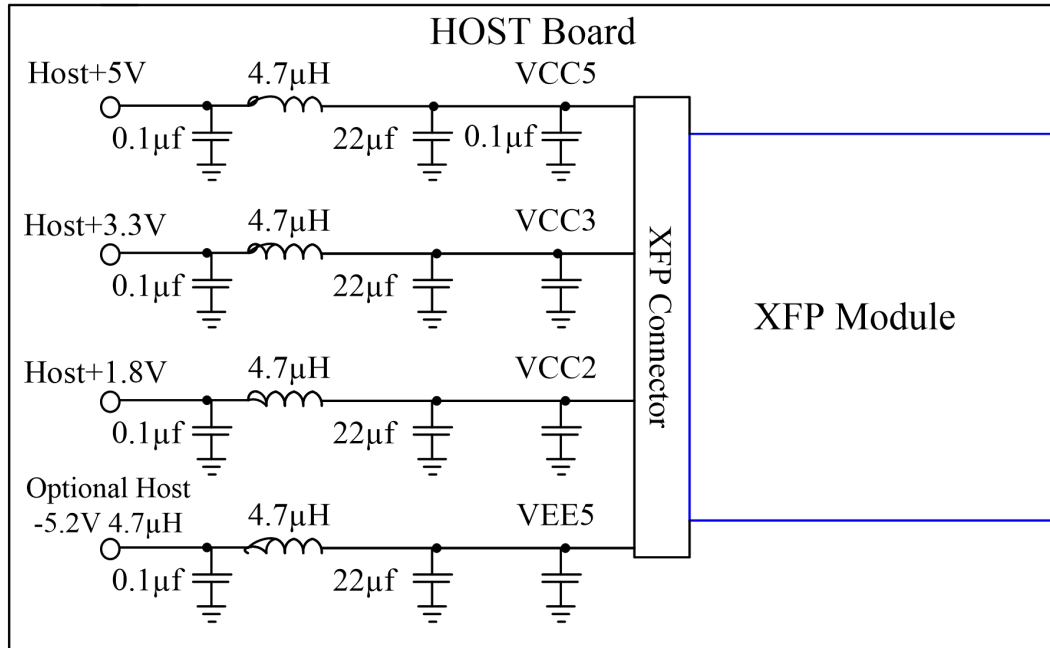 HOST Board
Host+5V 4.7µH VCC5
0.1µf 22µf 0.1µf
Host+3.3V 4.7µH VCC3
0.1µf 22µf
Host+1.8V 4.7µH VCC2
0.1µf 22µf
Optional Host
-5.2V 4.7µH 4.7µH VEE5
0.1µf 22µf
XFP Connector
XFP Module